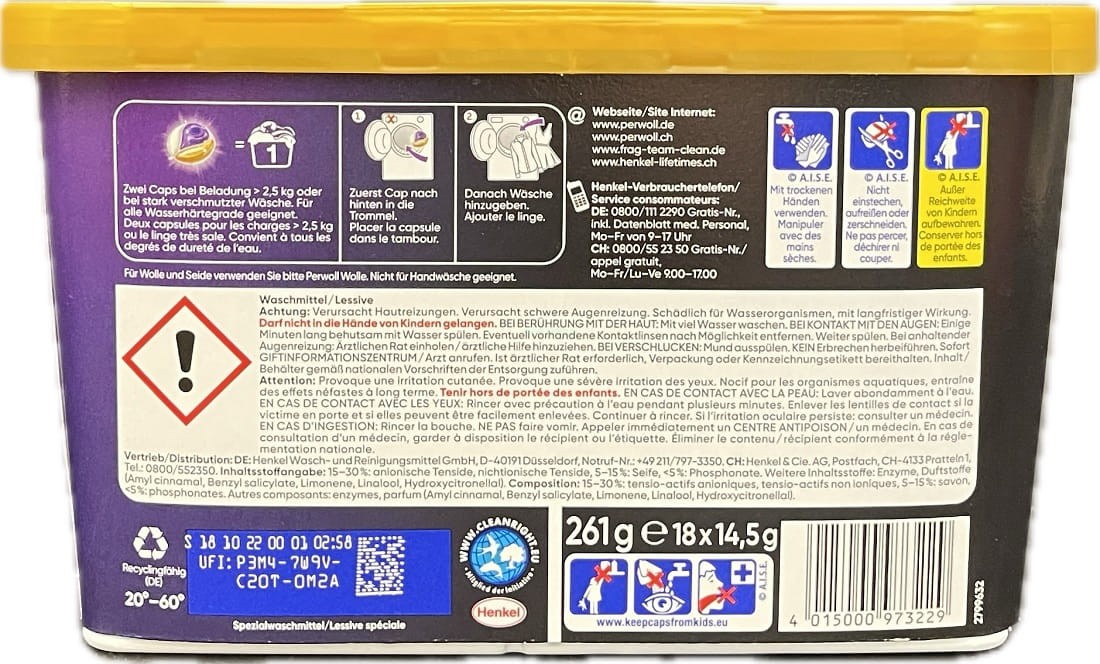 = 1
Zwei Caps bei Beladung > 2,5 kg oder
bei stark verschmutzter Wäsche. Für
alle Wasserhärtegrade geeignet.
Deux capsules pour les charges > 2,5 kg
ou le linge très sale. Convient à tous les
degrés de dureté de l'eau.
1
Zuerst Cap nach
hinten in die
Trommel.
Placer la capsule
dans le tambour.
2
Danach Wäsche
hinzugeben.
Ajouter le linge.
Für Wolle und Seide verwenden Sie bitte Perwoll Wolle. Nicht für Handwäsche geeignet.
@ Webseite/Site Internet:
www.perwoll.de
www.perwoll.ch
www.frag-team-clean.de
www.henkel-lifetimes.ch
Henkel-Verbrauchertelefon/
Service consommateurs:
DE: 0800/111 2290 Gratis-Nr.,
inkl. Datenblatt med. Personal,
Mo-Fr von 9-17 Uhr
CH: 0800/55 23 50 Gratis-Nr./
appel gratuit,
Mo-Fr/Lu-Ve 9.00-17.00
© A.I.S.E.
Mit trockenen
Händen
verwenden.
Manipuler
avec des
mains
sèches.
© A.I.S.E.
Nicht
einstechen,
aufreißen oder
zerschneiden.
Ne pas percer,
déchirer ni
couper.
© A.I.S.E.
Außer
Reichweite
von Kindern
aufbewahren.
Conserver hors
de portée des
enfants.
Waschmittel/Lessive
Achtung: Verursacht Hautreizungen. Verursacht schwere Augenreizung. Schädlich für Wasserorganismen, mit langfristiger Wirkung.
Darf nicht in die Hände von Kindern gelangen. BEI BERÜHRUNG MIT DER HAUT: Mit viel Wasser waschen. BEI KONTAKT MIT DEN AUGEN: Einige
Minuten lang behutsam mit Wasser spülen. Eventuell vorhandene Kontaktlinsen nach Möglichkeit entfernen. Weiter spülen. Bei anhaltender
Augenreizung: Ärztlichen Rat einholen/ärztliche Hilfe hinzuziehen. BEI VERSCHLUCKEN: Mund ausspülen. KEIN Erbrechen herbeiführen. Sofort
GIFTINFORMATIONSZENTRUM/Arzt anrufen. Ist ärztlicher Rat erforderlich, Verpackung oder Kennzeichnungsetikett bereithalten. Inhalt/
Behälter gemäß nationalen Vorschriften der Entsorgung zuführen.
Attention: Provoque une irritation cutanée. Provoque une sévère irritation des yeux. Nocif pour les organismes aquatiques, entraîne
des effets néfastes à long terme. Tenir hors de portée des enfants. EN CAS DE CONTACT AVEC LA PEAU: Laver abondamment à l'eau.
EN CAS DE CONTACT AVEC LES YEUX: Rincer avec précaution à l'eau pendant plusieurs minutes. Enlever les lentilles de contact si la
victime en porte et si elles peuvent être facilement enlevées. Continuer à rincer. Si l'irritation oculaire persiste: consulter un médecin.
EN CAS D'INGESTION: Rincer la bouche. NE PAS faire vomir. Appeler immédiatement un CENTRE ANTIPOISON/un médecin. En cas de
consultation d'un médecin, garder à disposition le récipient ou l'étiquette. Éliminer le contenu/récipient conformément à la régle-
mentation nationale.
Vertrieb/Distribution: DE: Henkel Wasch- und Reinigungsmittel GmbH, D-40191 Düsseldorf, Notruf-Nr.: +49 211/797-3350. CH: Henkel & Cie. AG, Postfach, CH-4133 Pratteln 1,
Tel.: 0800/552350. Inhaltsstoffangabe: 15-30%: anionische Tenside, nichtionische Tenside, 5-15%: Seife, <5%: Phosphonate. Weitere Inhaltsstoffe: Enzyme, Duftstoffe
(Amyl cinnamal, Benzyl salicylate, Limonene, Linalool, Hydroxycitronellal). Composition: 15-30%: tensio-actifs anioniques, tensio-actifs non ioniques, 5-15%: savon,
<5%: phosphonates. Autres composants: enzymes, parfum (Amyl cinnamal, Benzyl salicylate, Limonene, Linalool, Hydroxycitronellal).
Recyclingfähig
(DE)
20°-60°
S 18 10 22 00 01 02:58
UFI: P3M4-7W9V-
C20T-0M2A
Spezialwaschmittel/Lessive spéciale
WWW.CLEANRIGHT.EU
Mitglied der Initiative
Henkel
261 g e 18 x 14,5 g
© A.I.S.E.
www.keepcapsfromkids.eu
4 015000 973229
2799632